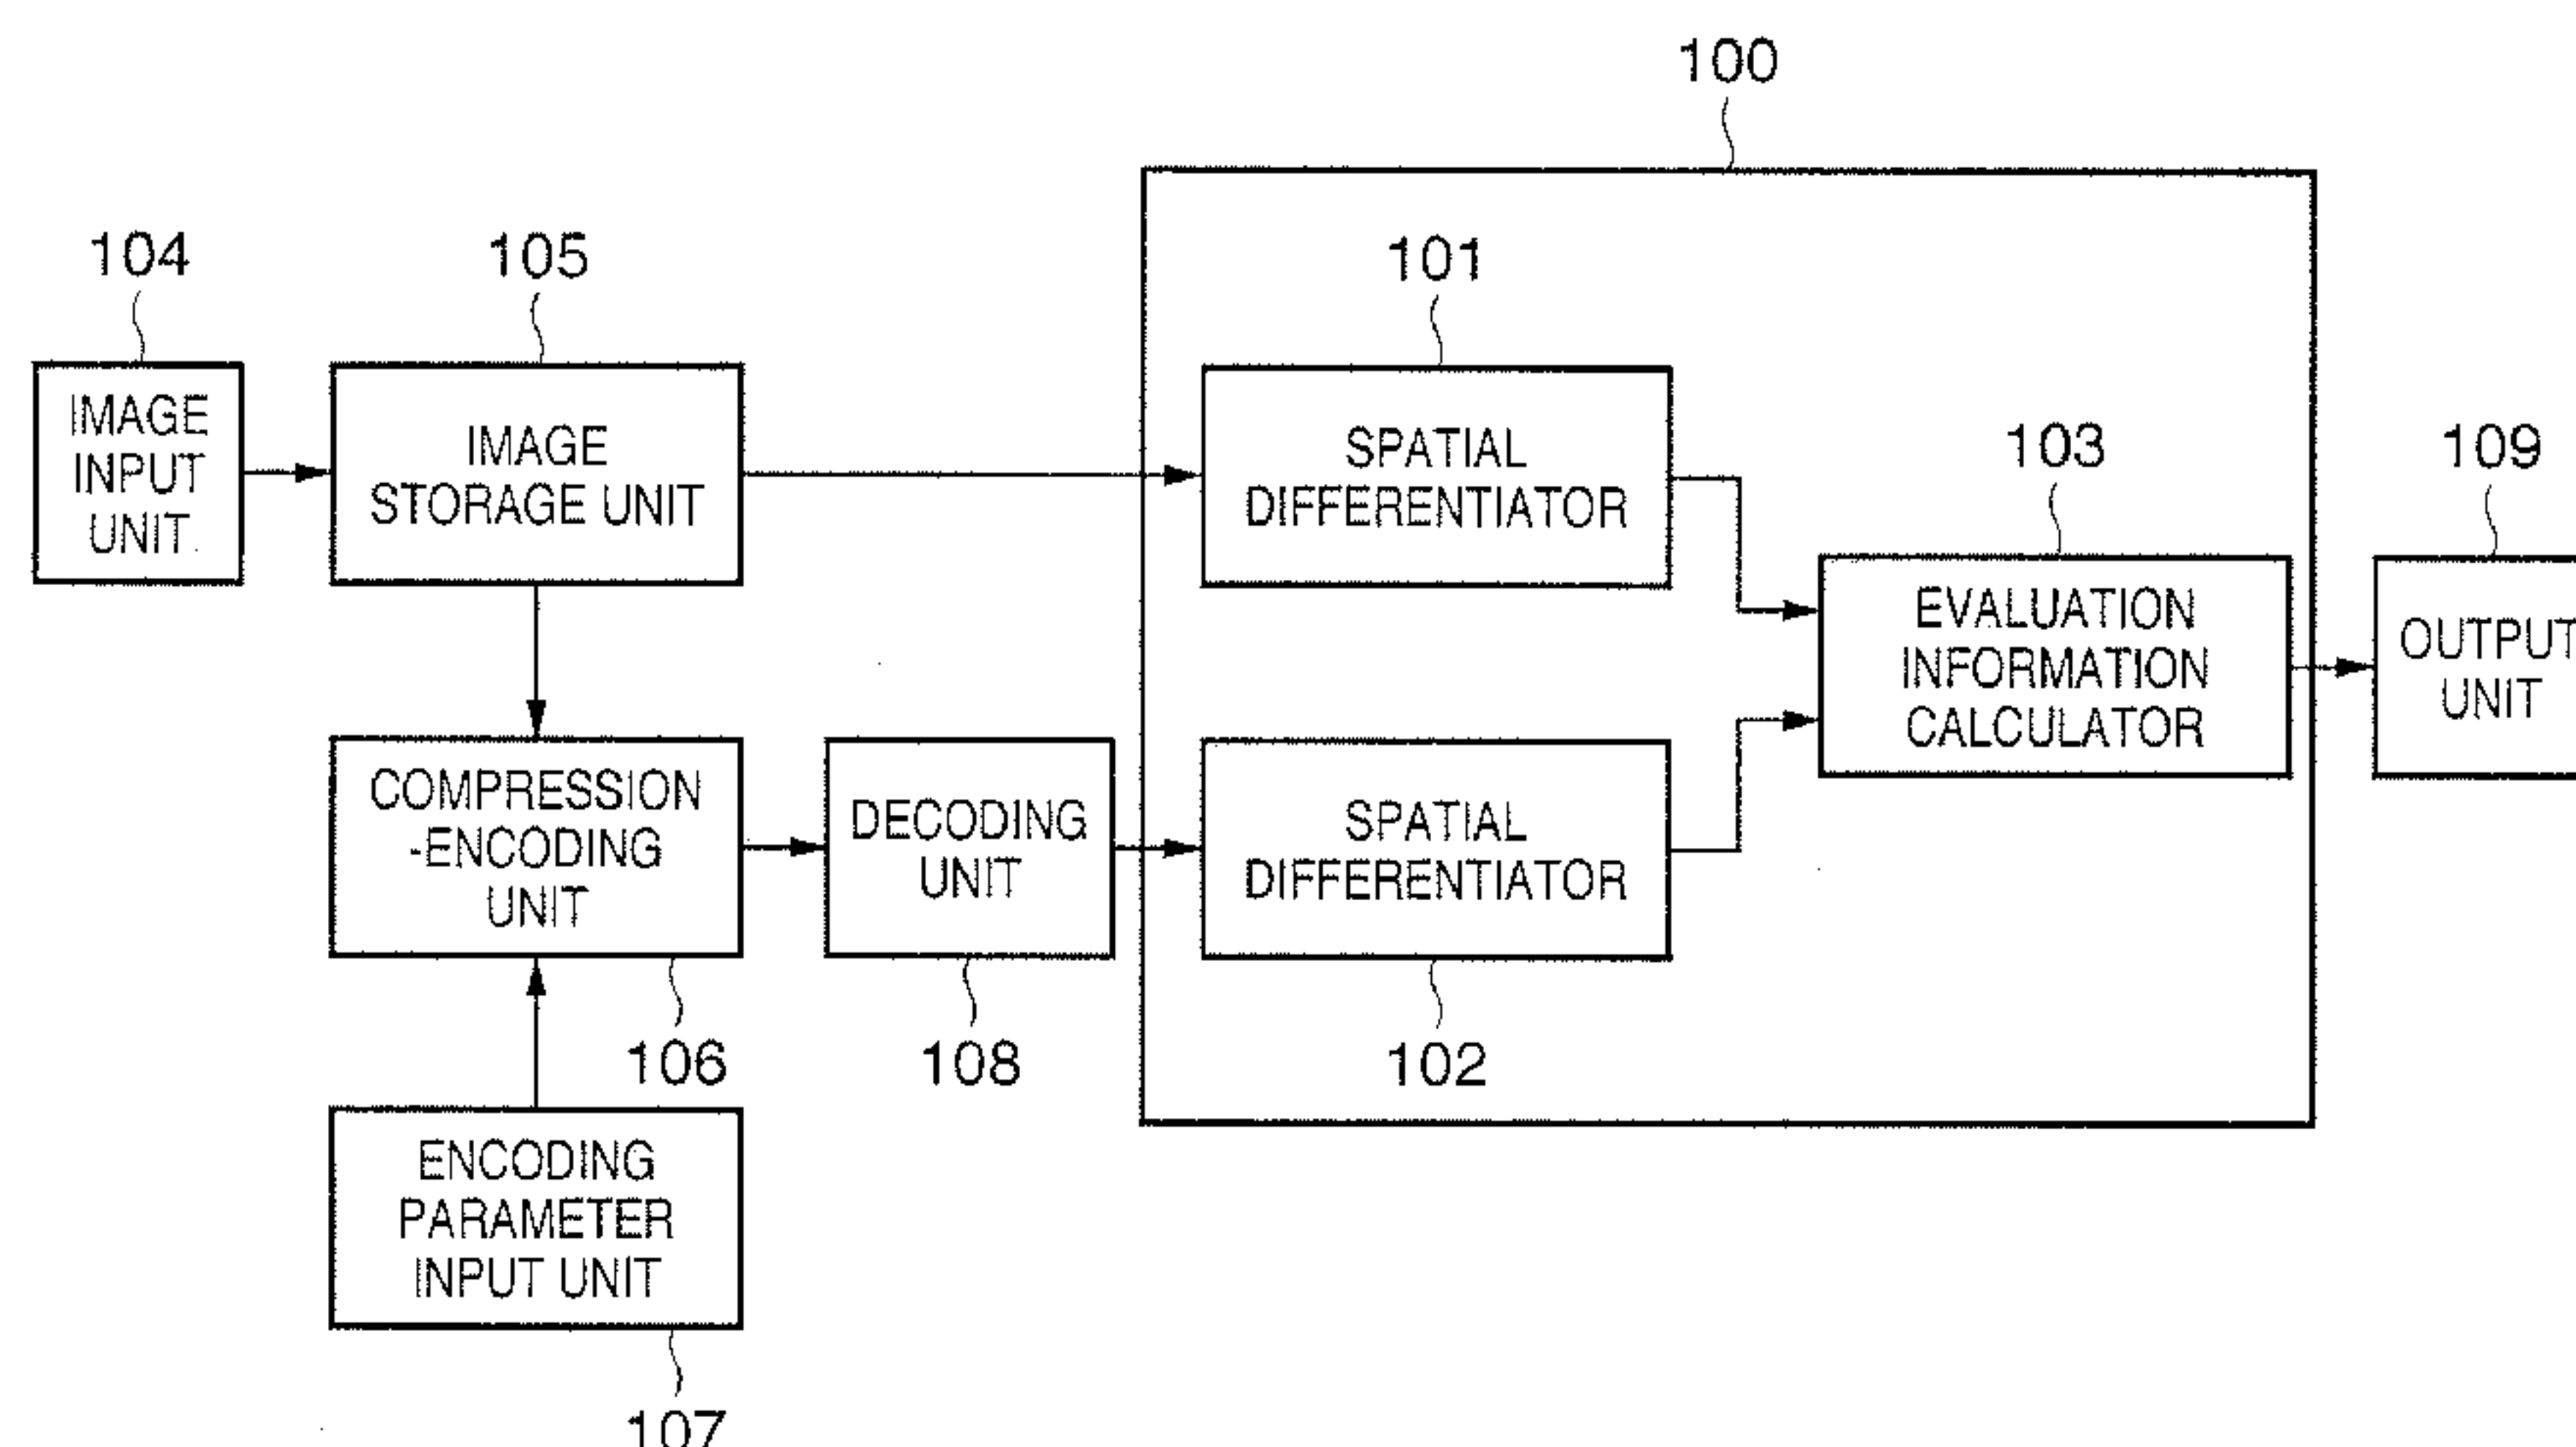 100
104
105
101
IMAGE
INPUT
UNIT
IMAGE
STORAGE UNIT
SPATIAL
DIFFERENTIATOR
103
109
EVALUATION
INFORMATION
CALCULATOR
OUTPUT
UNIT
COMPRESSION
-ENCODING
UNIT
DECODING
UNIT
SPATIAL
DIFFERENTIATOR
106
108
102
ENCODING
PARAMETER
INPUT UNIT
107